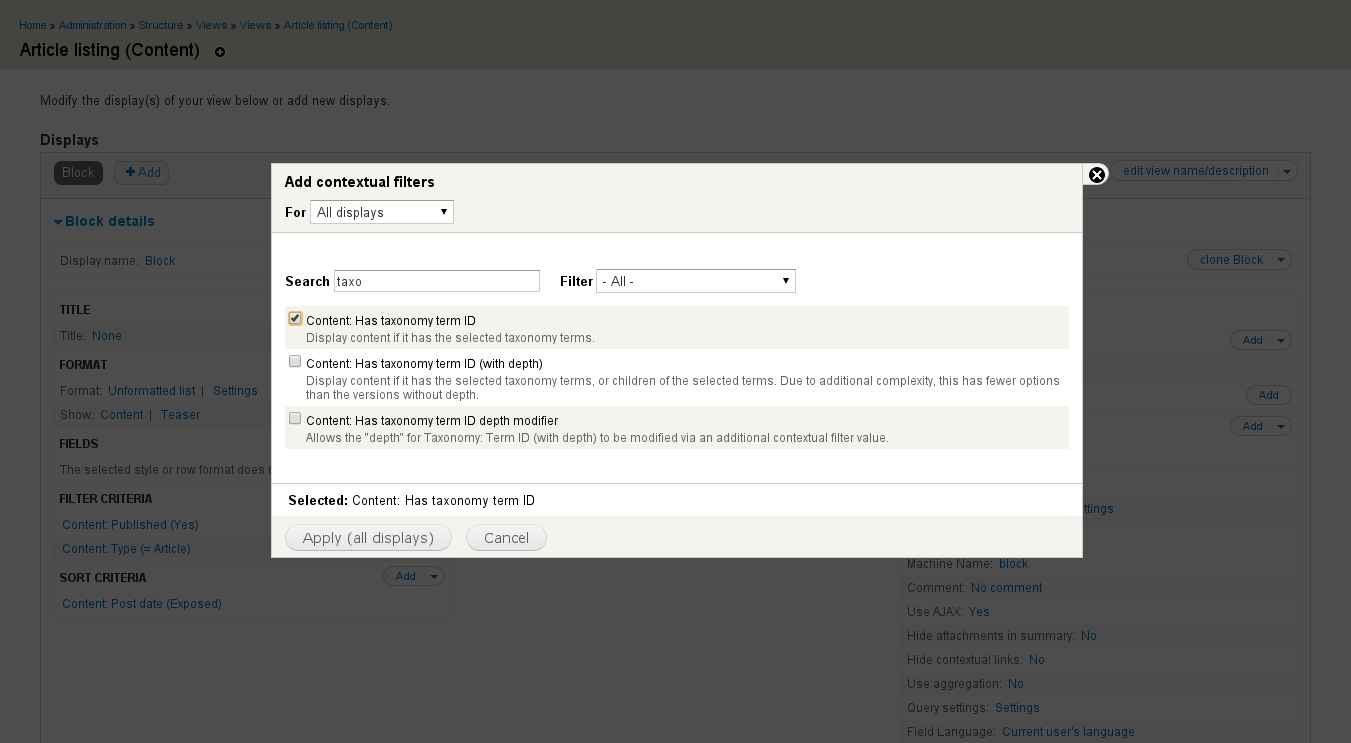 Home » Administration » Structure » Views » Views » Article listing (Content)
Article listing (Content)
Modify the display(s) of your view below or add new displays.
Displays
Block
Add
edit view name/description
Block details
Display name: Block
clone Block
TITLE
Title: None
FORMAT
Format: Unformatted list | Settings
Show: Content | Teaser
FIELDS
The selected style or row format does
FILTER CRITERIA
Content: Published (Yes)
Content: Type (= Article)
SORT CRITERIA
Add
Content: Post date (Exposed)
Add contextual filters
For All displays
Search taxo Filter - All -
Content: Has taxonomy term ID
Display content if it has the selected taxonomy terms.
Content: Has taxonomy term ID (with depth)
Display content if it has the selected taxonomy terms, or children of the selected terms. Due to additional complexity, this has fewer options
than the versions without depth.
Content: Has taxonomy term ID depth modifier
Allows the "depth" for Taxonomy: Term ID (with depth) to be modified via an additional contextual filter value.
Selected: Content: Has taxonomy term ID
Apply (all displays) Cancel
Add
Add
Add
ttings
Machine Name: block
Comment: No comment
Use AJAX: Yes
Hide attachments in summary: No
Hide contextual links: No
Use aggregation: No
Query settings: Settings
Field Language: Current user's language